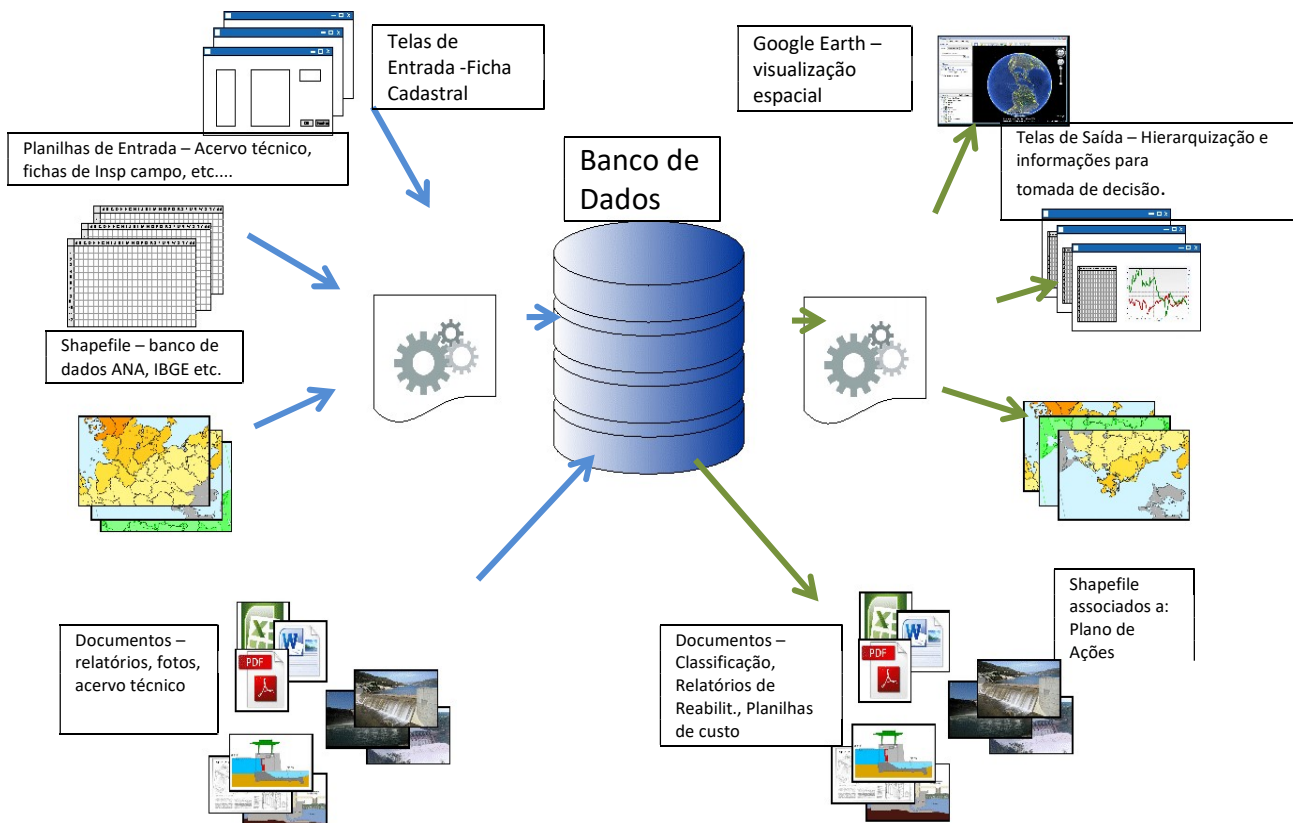 Telas de
Entrada -Ficha
Cadastral
Google Earth –
visualização
espacial
Planilhas de Entrada – Acervo técnico,
fichas de Insp campo, etc....
Banco de
Dados
Telas de Saída – Hierarquização e
informações para
tomada de decisão.
Shapefile – banco de
dados ANA, IBGE etc.
Documentos –
relatórios, fotos,
acervo técnico
PDF
Documentos –
Classificação,
Relatórios de
Reabilit., Planilhas
de custo
PDF
Shapefile
associados a:
Plano de
Ações